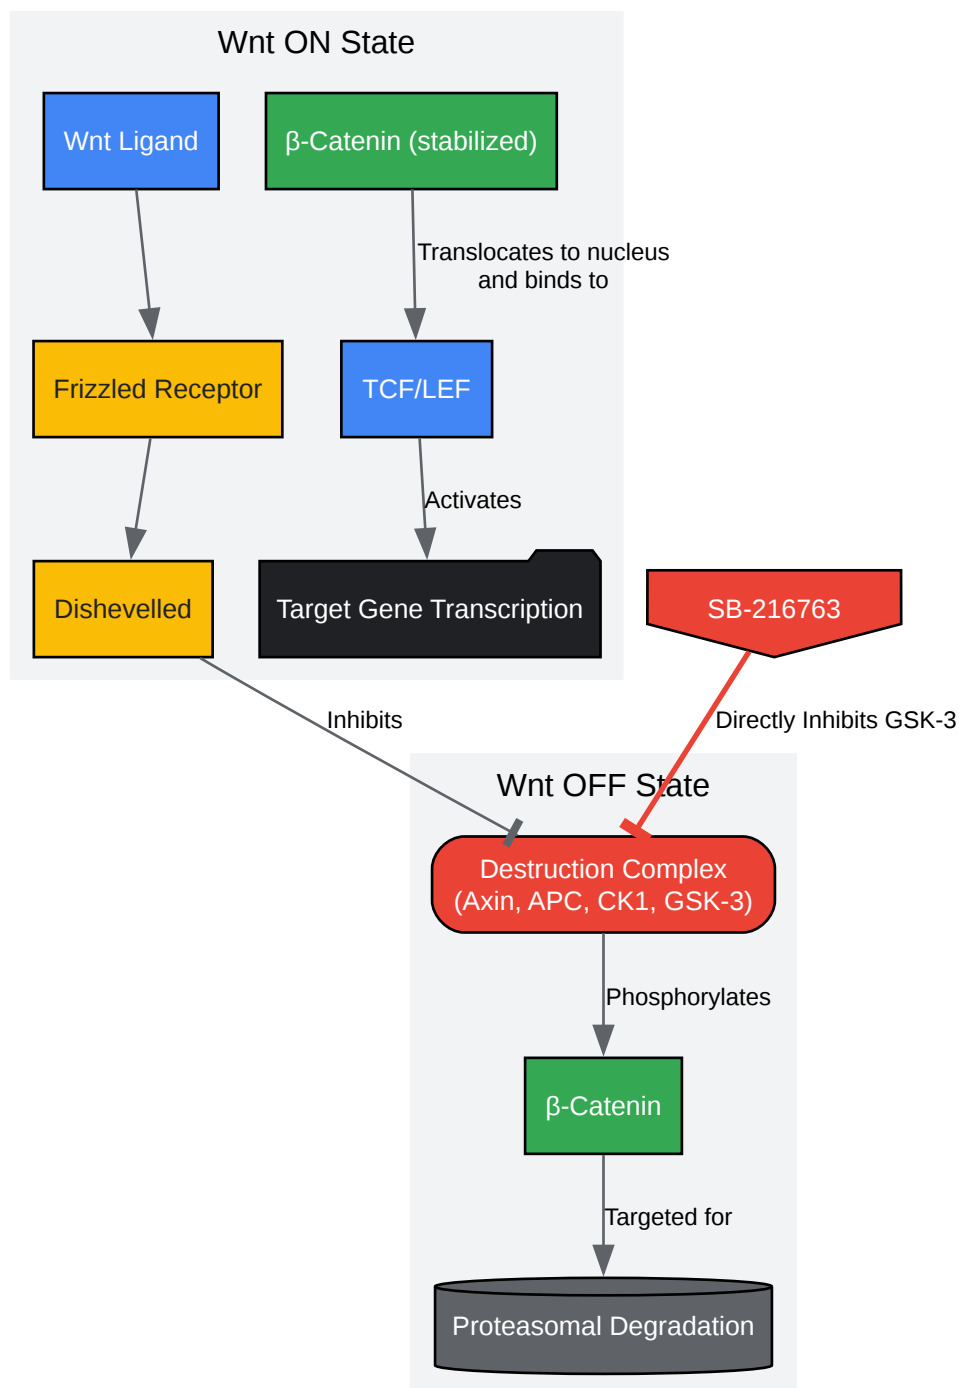 Wnt ON State
Wnt Ligand
β-Catenin (stabilized)
Translocates to nucleus
and binds to
Frizzled Receptor
TCF/LEF
Activates
Dishevelled
Target Gene Transcription
SB-216763
Inhibits
Directly Inhibits GSK-3
Wnt OFF State
Destruction Complex
(Axin, APC, CK1, GSK-3)
Phosphorylates
β-Catenin
Targeted for
Proteasomal Degradation